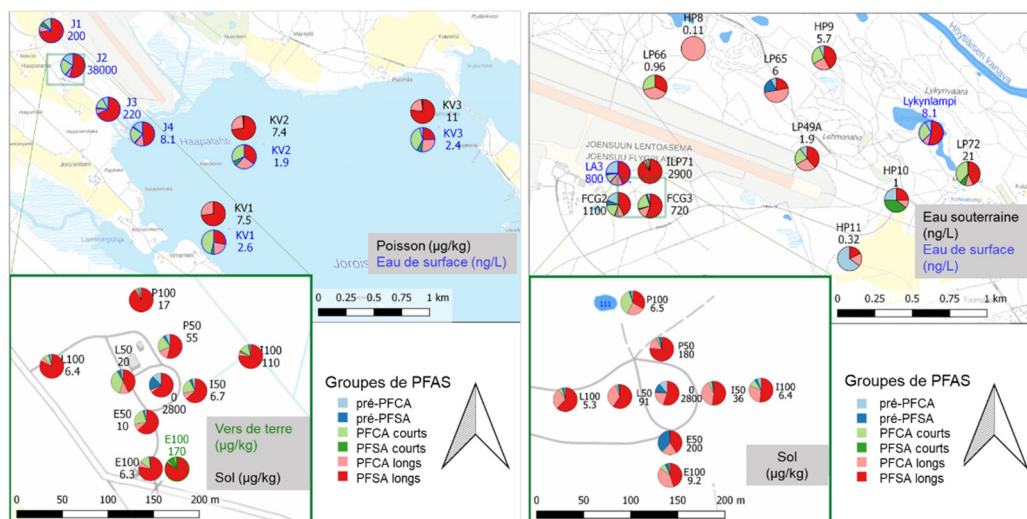 J1
200
J2
38000
J3
220
J4
8.1
Haapalahti
KV2
7.4
KV2
1.9
KV3
11
KV3
2.4
KV1
7.5
KV1
2.6
Jorois
Poisson (µg/kg)
Eau de surface (ng/L)
0 0.25 0.5 0.75 1 km
P100
17
P50
55
L50
20
L100
6.4
I100
110
I50
6.7
0
2800
E50
10
E100
6.3
E100
170
Vers de terre
(µg/kg)
Sol (µg/kg)
0 50 100 150 200 m
Groupes de PFAS
pré-PFCA
pré-PFSA
PFCA courts
PFSA courts
PFCA longs
PFSA longs
HP8
0.11
HP9
5.7
LP66
0.96
LP65
6
Höytiäisen kanava
Lykynvaara
Lykynlampi
8.1
LP49A
1.9
Lehmonaho
LP72
21
JOENSUUN LENTOASEMA
JOENSUU FLYGPLATS
LA3
800
ILP71
2900
FCG2
1100
FCG3
720
HP10
1
HP11
0.32
Eau souterraine
(ng/L)
Eau de surface
(ng/L)
0 0.25 0.5 0.75 1 km
111
P100
6.5
P50
180
L100
5.3
L50
91
0
2800
I50
36
I100
6.4
E50
200
E100
9.2
Sol
(µg/kg)
0 50 100 150 200 m
Groupes de PFAS
pré-PFCA
pré-PFSA
PFCA courts
PFSA courts
PFCA longs
PFSA longs